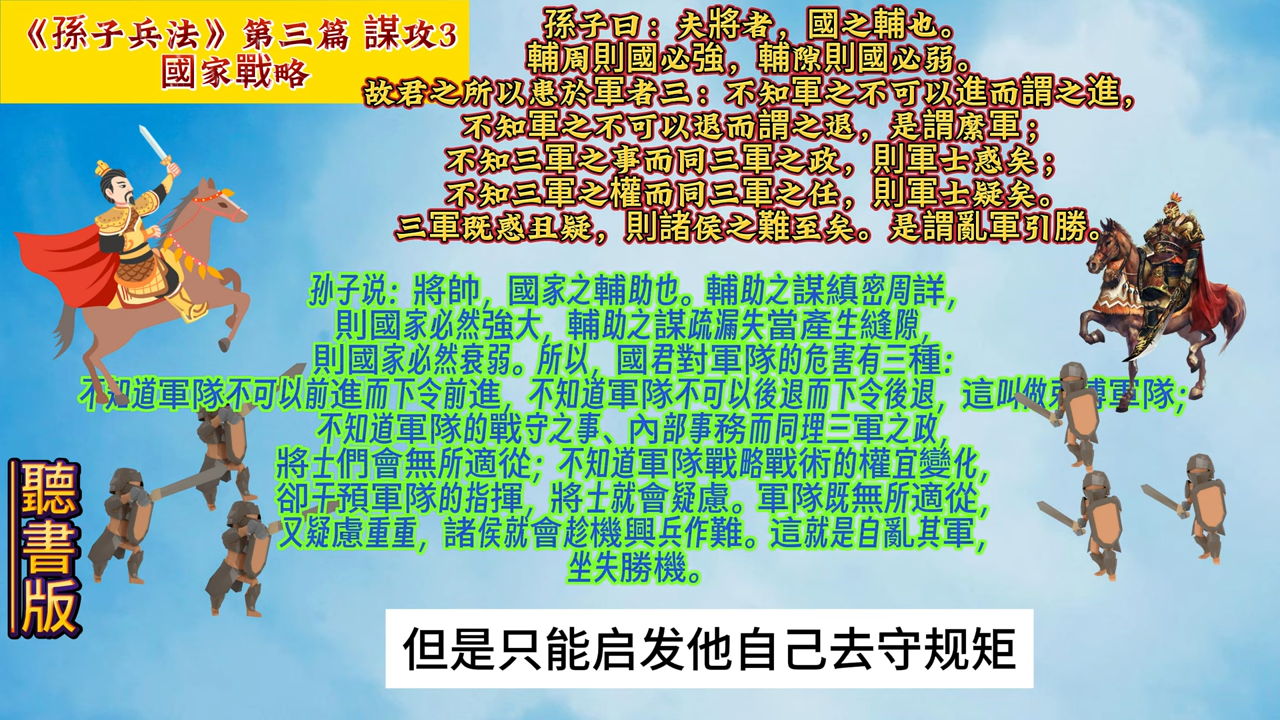 《孫子兵法》第三篇 謀攻3
國家戰略
孫子曰：夫將者，國之輔也。
輔周則國必強，輔隙則國必弱。
故君之所以患於軍者三：不知軍之不可以進而謂之進，
不知軍之不可以退而謂之退，是謂縻軍；
不知三軍之事而同三軍之政，則軍士惑矣；
不知三軍之權而同三軍之任，則軍士疑矣。
三軍既惑且疑，則諸侯之難至矣。是謂亂軍引勝。
孙子说：將帥，國家之輔助也。輔助之謀縝密周詳，
則國家必然強大，輔助之謀疏漏失當產生縫隙，
則國家必然衰弱。所以，國君對軍隊的危害有三種：
不知道軍隊不可以前進而下令前進，不知道軍隊不可以後退而下令後退，這叫做軍隊；
不知道軍隊的戰守之事、內部事務而同理三軍之政，
將士們會無所適從；不知道軍隊戰略戰術的權宜變化，
卻干預軍隊的指揮，將士就會疑慮。軍隊既無所適從，
又疑慮重重，諸侯就會趁機興兵作難。這就是自亂其軍，
坐失勝機。
聽書版
但是只能启发他自己去守规矩